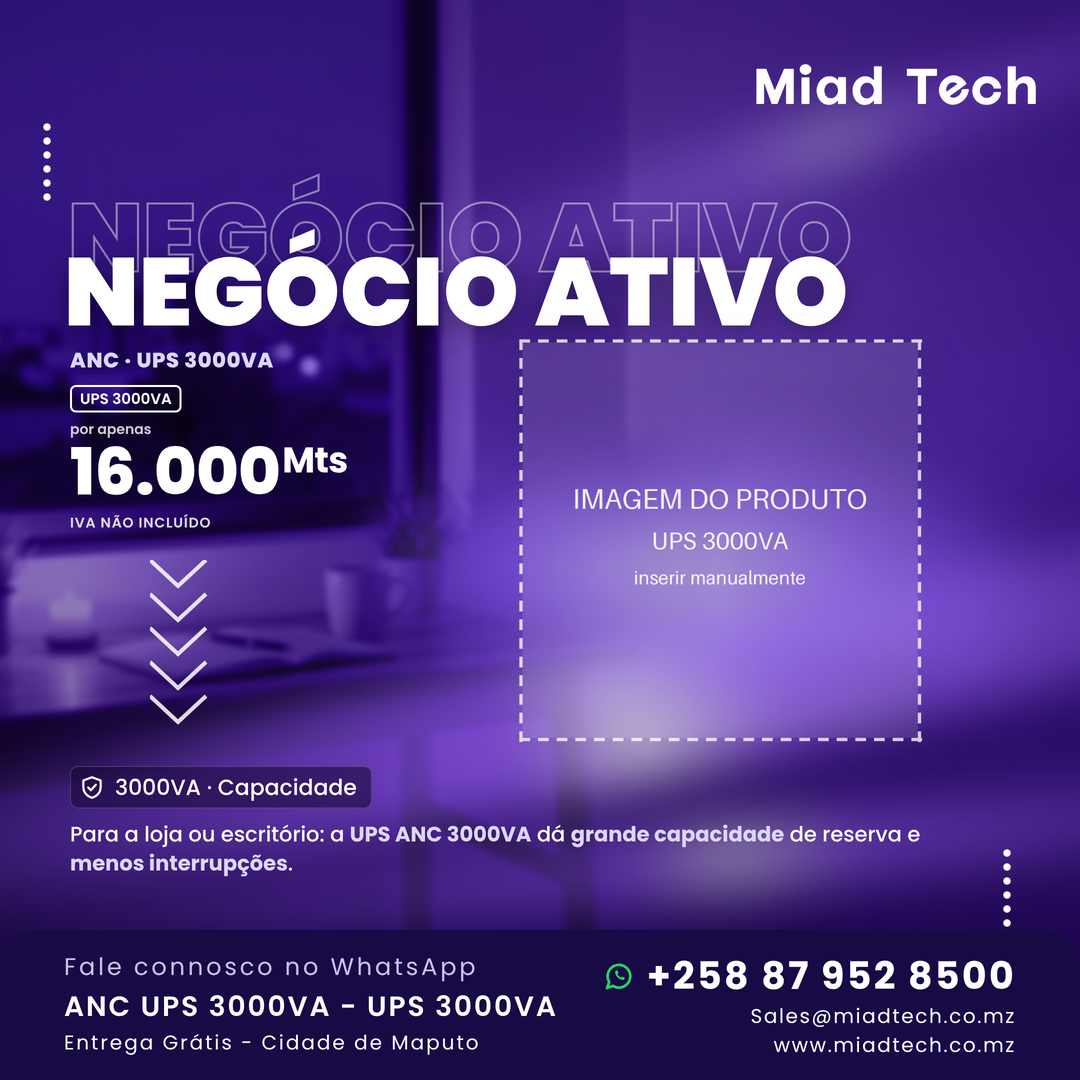 Miad Tech
NEGÓCIO ATIVO
NEGÓCIO ATIVO
ANC · UPS 3000VA
UPS 3000VA
por apenas
16.000Mts
IVA NÃO INCLUÍDO
IMAGEM DO PRODUTO
UPS 3000VA
inserir manualmente
3000VA · Capacidade
Para a loja ou escritório: a UPS ANC 3000VA dá grande capacidade de reserva e
menos interrupções.
Fale connosco no WhatsApp
ANC UPS 3000VA – UPS 3000VA
Entrega Grátis – Cidade de Maputo
+258 87 952 8500
Sales@miadtech.co.mz
www.miadtech.co.mz